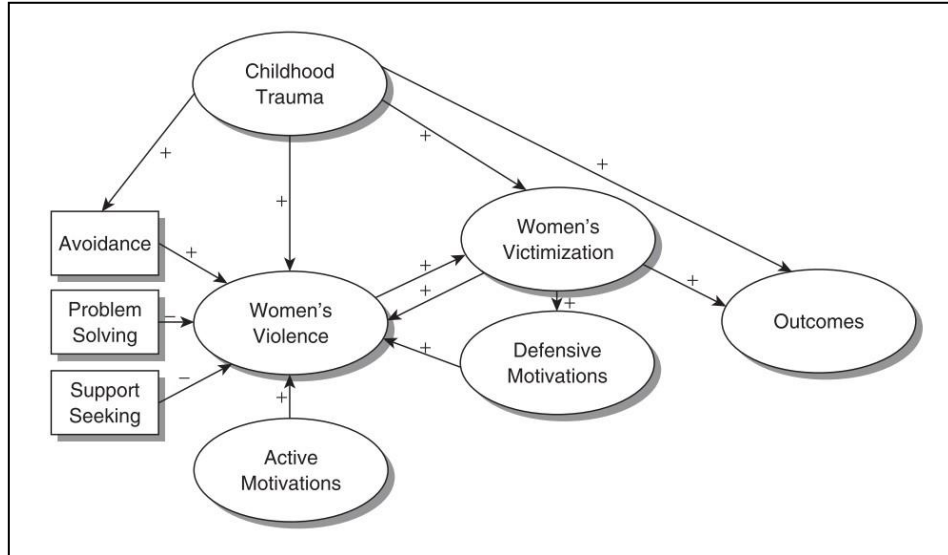 Childhood
Trauma
+
+
+
+
Avoidance
+
Women's
Victimization
+
+
+
+
Problem
Solving
–
Women's
Violence
Outcomes
Defensive
Motivations
+
Support
Seeking
–
+
Active
Motivations